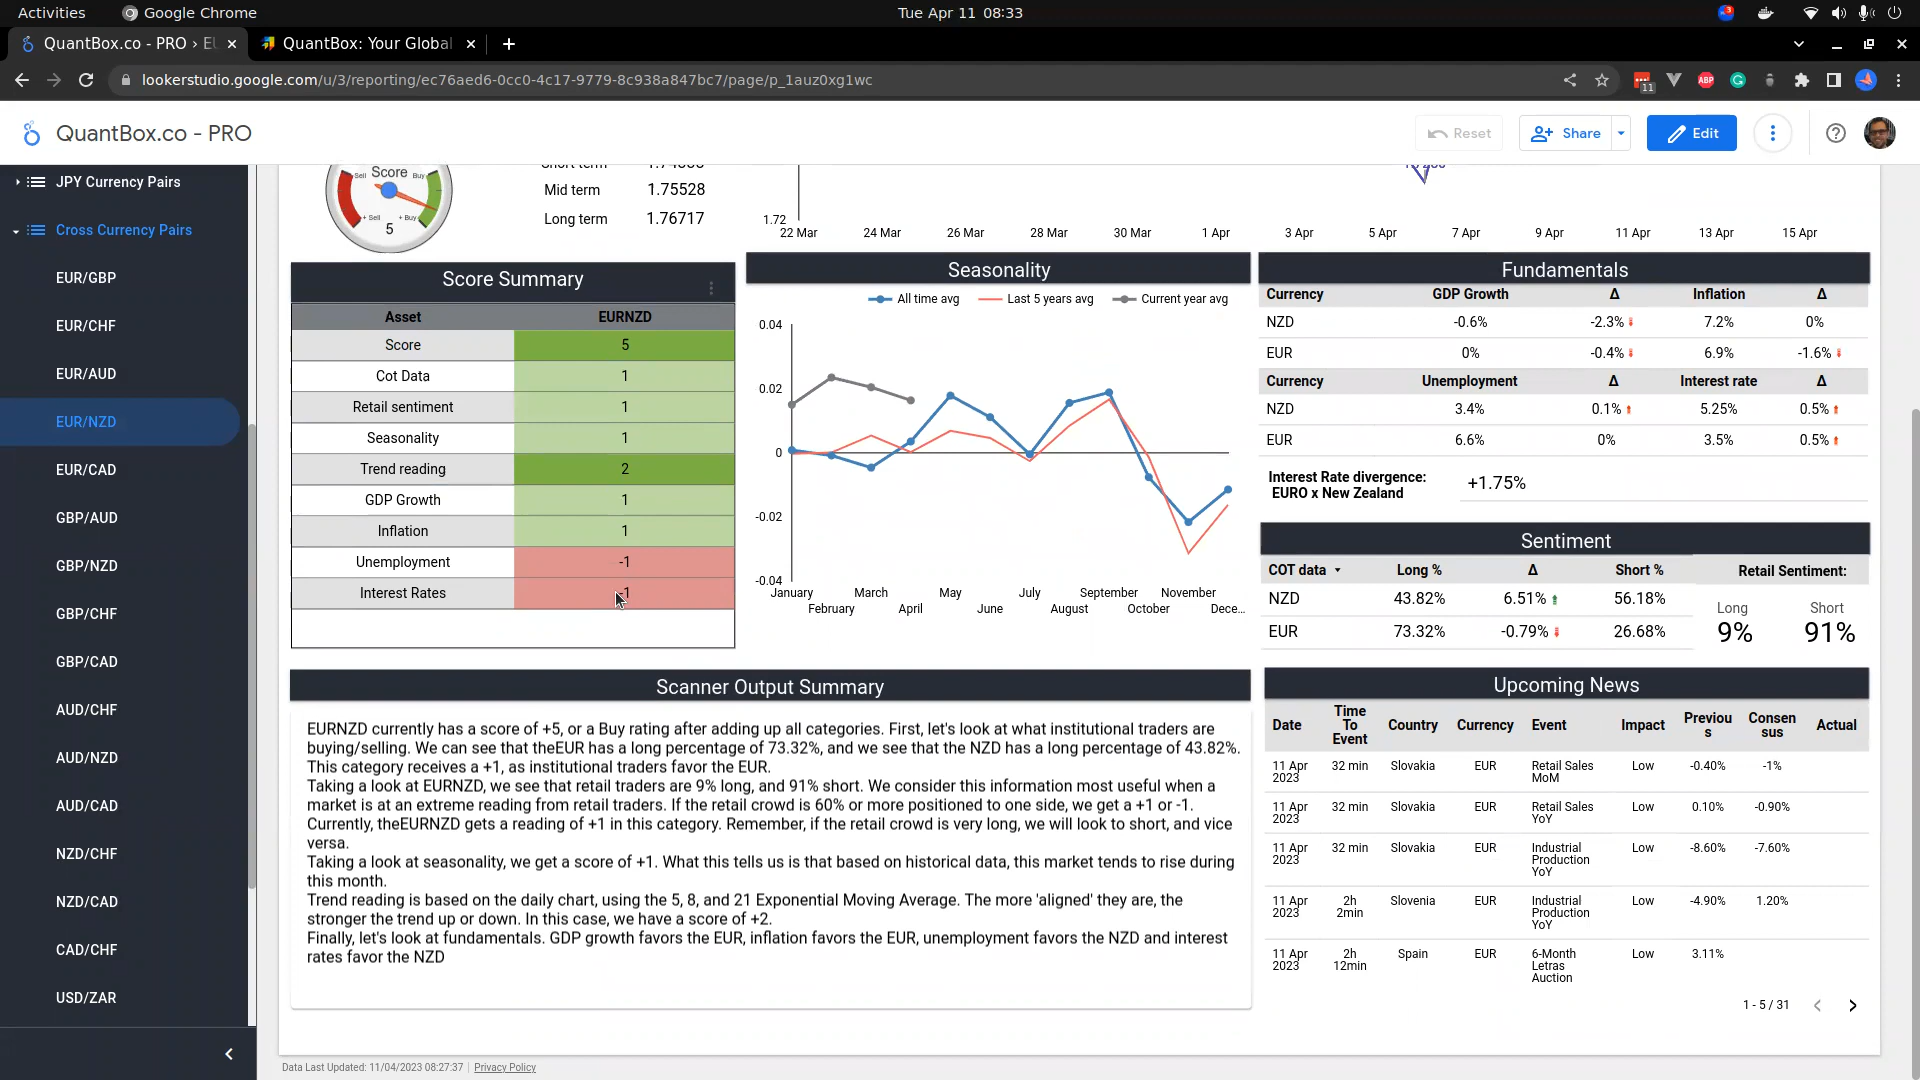 Activities
Google Chrome
Tue Apr 11 08:33
3
QuantBox.co - PRO › EU
QuantBox: Your Global
lookerstudio.google.com/u/3/reporting/ec76aed6-0cc0-4c17-9779-8c938a847bc7/page/p_1auz0xg1wc
11
ABP
QuantBox.co - PRO
Reset
Share
Edit
JPY Currency Pairs
Cross Currency Pairs
EUR/GBP
EUR/CHF
EUR/AUD
EUR/NZD
EUR/CAD
GBP/AUD
GBP/NZD
GBP/CHF
GBP/CAD
AUD/CHF
AUD/NZD
AUD/CAD
NZD/CHF
NZD/CAD
CAD/CHF
USD/ZAR
Score
Sell Buy
+ Sell + Buy
5
Short term
Mid term 1.75528
Long term 1.76717
1.72
22 Mar 24 Mar 26 Mar 28 Mar 30 Mar 1 Apr 3 Apr 5 Apr 7 Apr 9 Apr 11 Apr 13 Apr 15 Apr
Score Summary
Asset EURNZD
Score 5
Cot Data 1
Retail sentiment 1
Seasonality 1
Trend reading 2
GDP Growth 1
Inflation 1
Unemployment -1
Interest Rates -1
Seasonality
All time avg Last 5 years avg Current year avg
0.04
0.02
0
-0.02
-0.04
January March May July September November
February April June August October Dece...
Fundamentals
Currency GDP Growth Δ Inflation Δ
NZD -0.6% -2.3% 7.2% 0%
EUR 0% -0.4% 6.9% -1.6%
Currency Unemployment Δ Interest rate Δ
NZD 3.4% 0.1% 5.25% 0.5%
EUR 6.6% 0% 3.5% 0.5%
Interest Rate divergence:
EURO x New Zealand
+1.75%
Sentiment
COT data Long % Δ Short %
NZD 43.82% 6.51% 56.18%
EUR 73.32% -0.79% 26.68%
Retail Sentiment:
Long Short
9% 91%
Scanner Output Summary
EURNZD currently has a score of +5, or a Buy rating after adding up all categories. First, let's look at what institutional traders are
buying/selling. We can see that theEUR has a long percentage of 73.32%, and we see that the NZD has a long percentage of 43.82%.
This category receives a +1, as institutional traders favor the EUR.
Taking a look at EURNZD, we see that retail traders are 9% long, and 91% short. We consider this information most useful when a
market is at an extreme reading from retail traders. If the retail crowd is 60% or more positioned to one side, we get a +1 or -1.
Currently, theEURNZD gets a reading of +1 in this category. Remember, if the retail crowd is very long, we will look to short, and vice
versa.
Taking a look at seasonality, we get a score of +1. What this tells us is that based on historical data, this market tends to rise during
this month.
Trend reading is based on the daily chart, using the 5, 8, and 21 Exponential Moving Average. The more 'aligned' they are, the
stronger the trend up or down. In this case, we have a score of +2.
Finally, let's look at fundamentals. GDP growth favors the EUR, inflation favors the EUR, unemployment favors the NZD and interest
rates favor the NZD
Upcoming News
Date Time To Event Country Currency Event Impact Previous Consensus Actual
11 Apr 2023 32 min Slovakia EUR Retail Sales MoM Low -0.40% -1%
11 Apr 2023 32 min Slovakia EUR Retail Sales YoY Low 0.10% -0.90%
11 Apr 2023 32 min Slovakia EUR Industrial Production YoY Low -8.60% -7.60%
11 Apr 2023 2h 2min Slovenia EUR Industrial Production YoY Low -4.90% 1.20%
11 Apr 2023 2h 12min Spain EUR 6-Month Letras Auction Low 3.11%
1 - 5 / 31
Data Last Updated: 11/04/2023 08:27:37
Privacy Policy